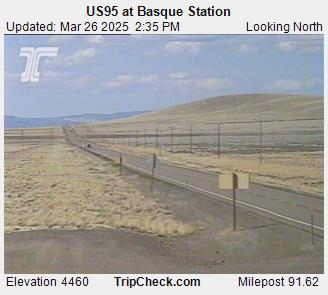 US95 at Basque Station
Updated: Mar 26 2025 2:35 PM Looking North
Elevation 4460 TripCheck.com Milepost 91.62